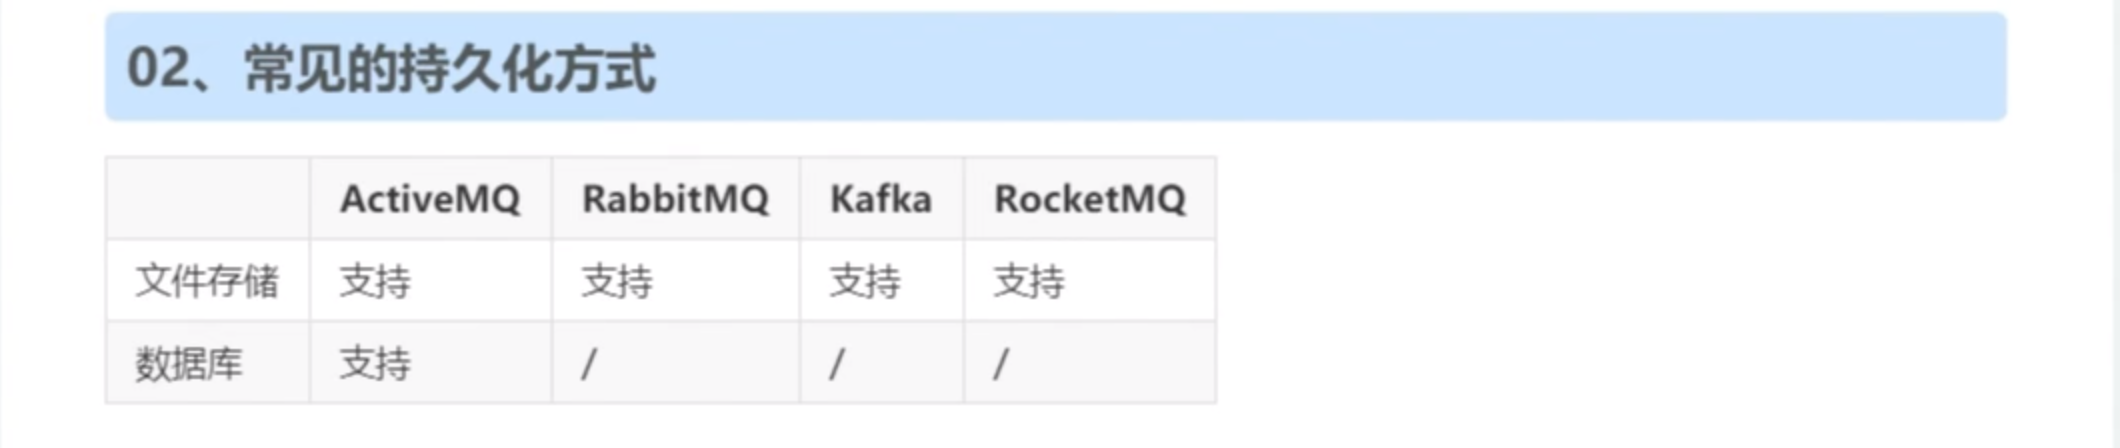 02、常见的持久化方式
ActiveMQ RabbitMQ Kafka RocketMQ
文件存储 支持 支持 支持 支持
数据库 支持 / / /